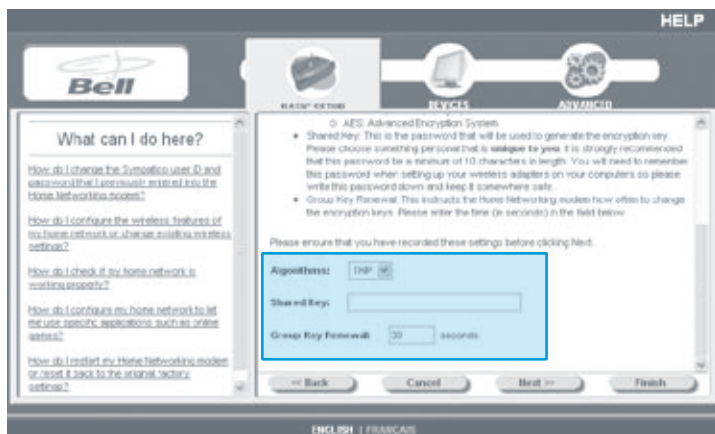 HELP
Bell
BASIC SETUP
DEVICES
ADVANCED
What can I do here?
How do I change the Sympatico user ID and
password that I previously entered into the
Home Networking modem?
How do I configure the wireless features of
my home network or change existing wireless
settings?
How do I check if my home network is
working properly?
How do I configure my home network to let
me use specific applications such as online
games?
How do I restart my Home Networking modem
or reset it back to the original factory
settings?
AES: Advanced Encryption System
Shared Key: This is the password that will be used to generate the encryption key.
Please choose something personal that is unique to you. It is strongly recommended
that this password be a minimum of 10 characters in length. You will need to remember
this password when setting up your wireless adapters on your computers so please
write this password down and keep it somewhere safe.
Group Key Renewal: This instructs the Home Networking modem how often to change
the encryption keys. Please enter the time (in seconds) in the field below.
Please ensure that you have recorded these settings before clicking Next.
Algorithms: TKIP
Shared Key:
Group Key Renewal: 30 seconds
<< Back
Cancel
Next >>
Finish
ENGLISH | FRANCAIS